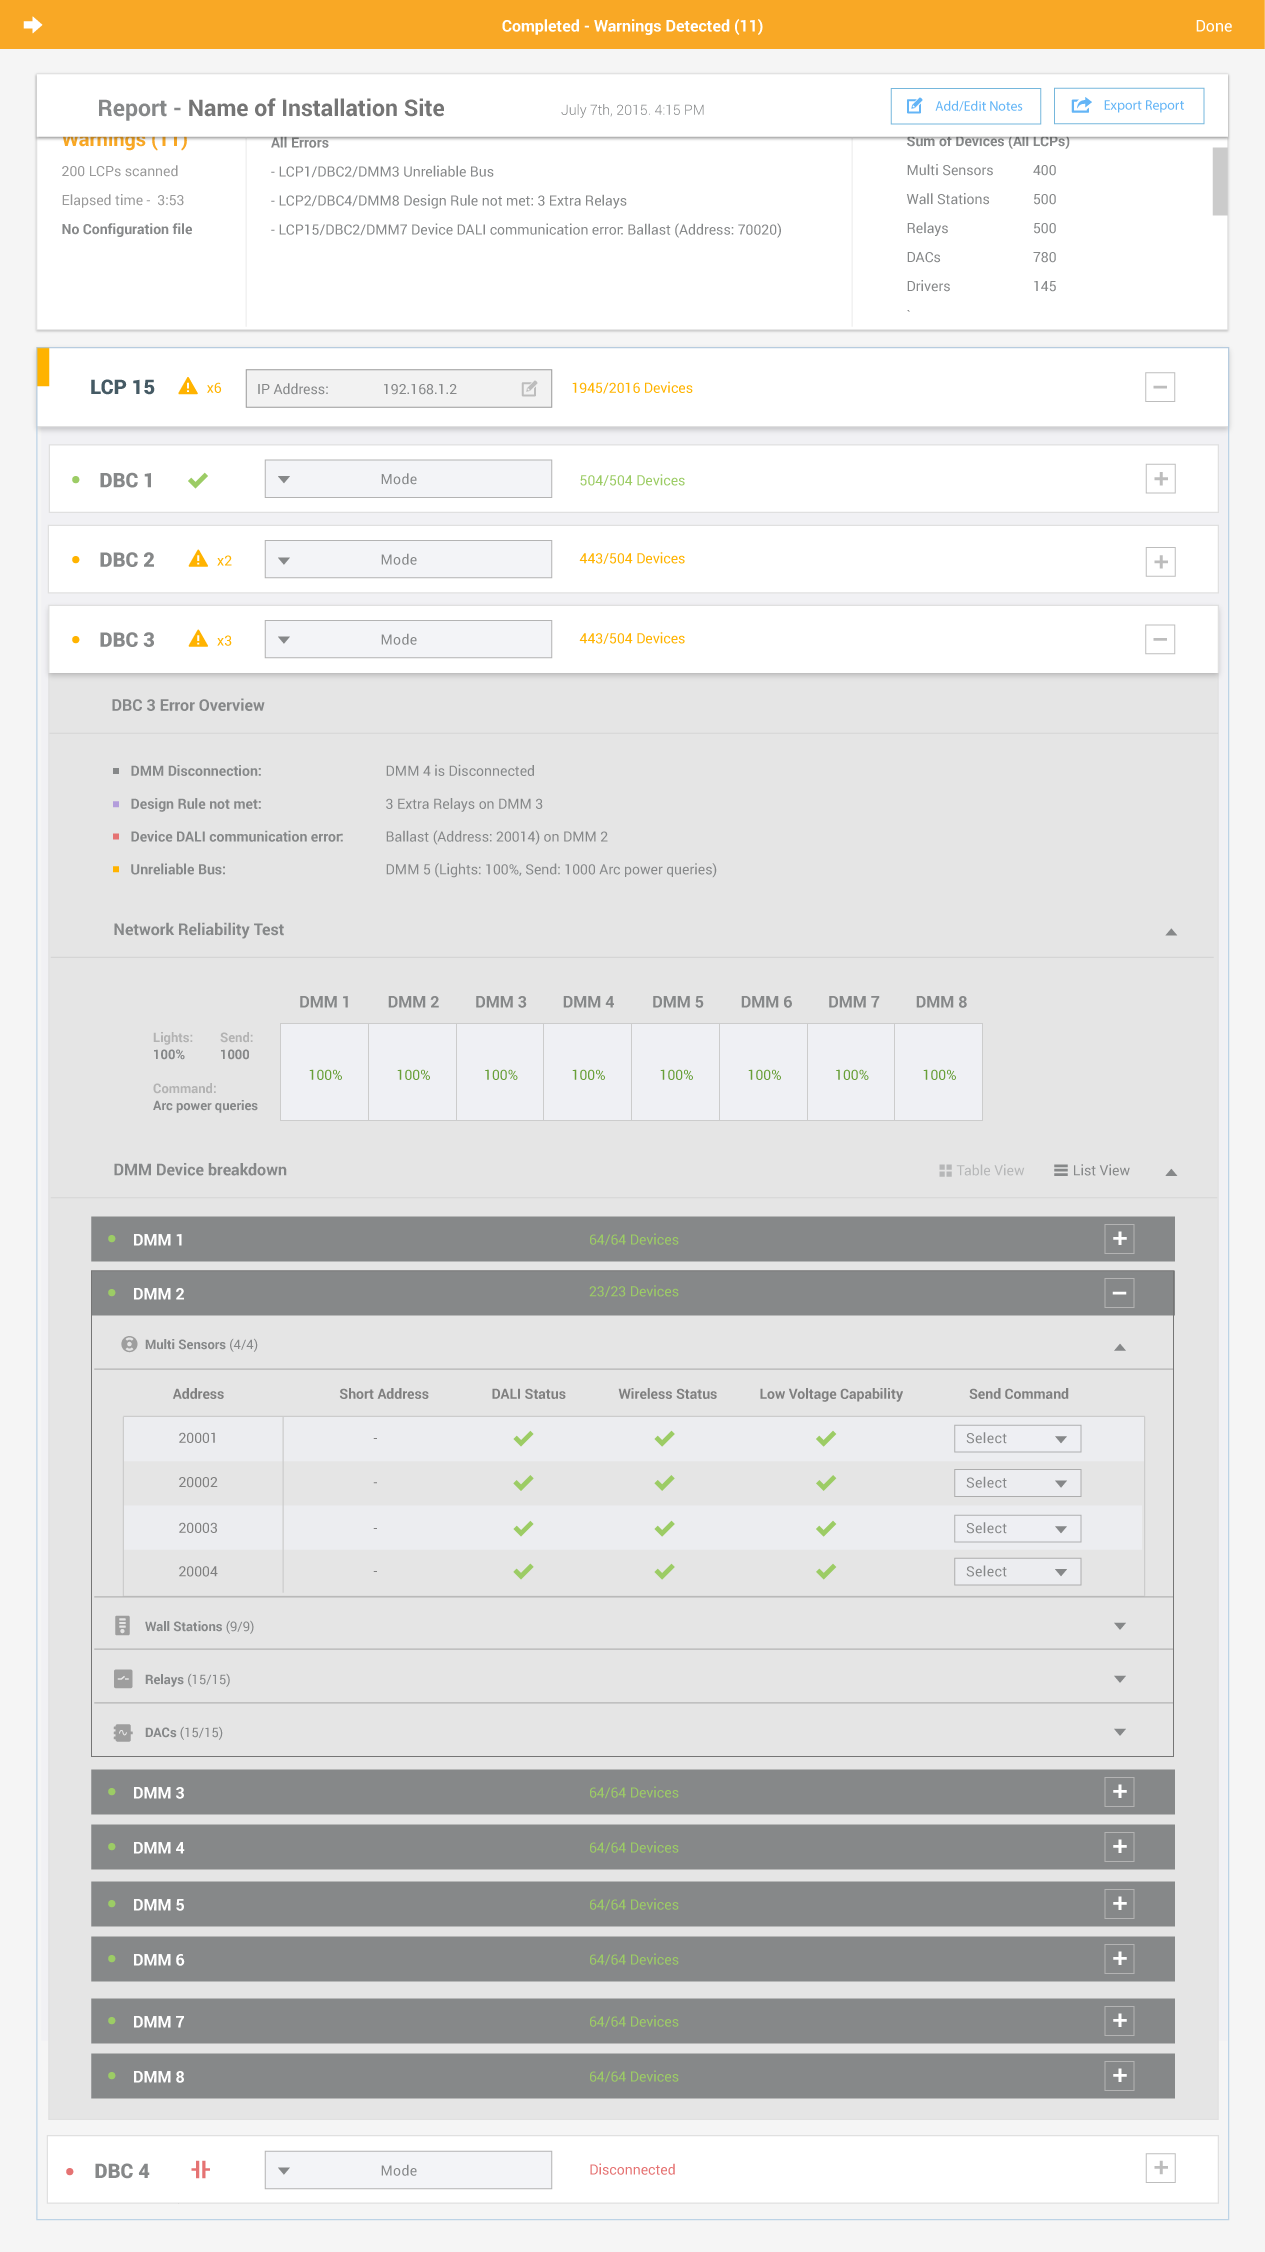 Completed - Warnings Detected (11)
Done
Report - Name of Installation Site
July 7th, 2015. 4:15 PM
Add/Edit Notes
Export Report
Warnings (11)
200 LCPs scanned
Elapsed time - 3:53
No Configuration file
All Errors
- LCP1/DBC2/DMM3 Unreliable Bus
- LCP2/DBC4/DMM8 Design Rule not met: 3 Extra Relays
- LCP15/DBC2/DMM7 Device DALI communication error: Ballast (Address: 70020)
Sum of Devices (All LCPs)
Multi Sensors 400
Wall Stations 500
Relays 500
DACs 780
Drivers 145
`
LCP 15 x6 IP Address: 192.168.1.2 1945/2016 Devices
DBC 1 Mode 504/504 Devices
DBC 2 x2 Mode 443/504 Devices
DBC 3 x3 Mode 443/504 Devices
DBC 3 Error Overview
DMM Disconnection: DMM 4 is Disconnected
Design Rule not met: 3 Extra Relays on DMM 3
Device DALI communication error: Ballast (Address: 20014) on DMM 2
Unreliable Bus: DMM 5 (Lights: 100%, Send: 1000 Arc power queries)
Network Reliability Test
DMM 1 DMM 2 DMM 3 DMM 4 DMM 5 DMM 6 DMM 7 DMM 8
Lights: Send:
100% 1000
Command:
Arc power queries
100% 100% 100% 100% 100% 100% 100% 100%
DMM Device breakdown Table View List View
DMM 1 64/64 Devices
DMM 2 23/23 Devices
Multi Sensors (4/4)
Address Short Address DALI Status Wireless Status Low Voltage Capability Send Command
20001 - Select
20002 - Select
20003 - Select
20004 - Select
Wall Stations (9/9)
Relays (15/15)
DACs (15/15)
DMM 3 64/64 Devices
DMM 4 64/64 Devices
DMM 5 64/64 Devices
DMM 6 64/64 Devices
DMM 7 64/64 Devices
DMM 8 64/64 Devices
DBC 4 Mode Disconnected